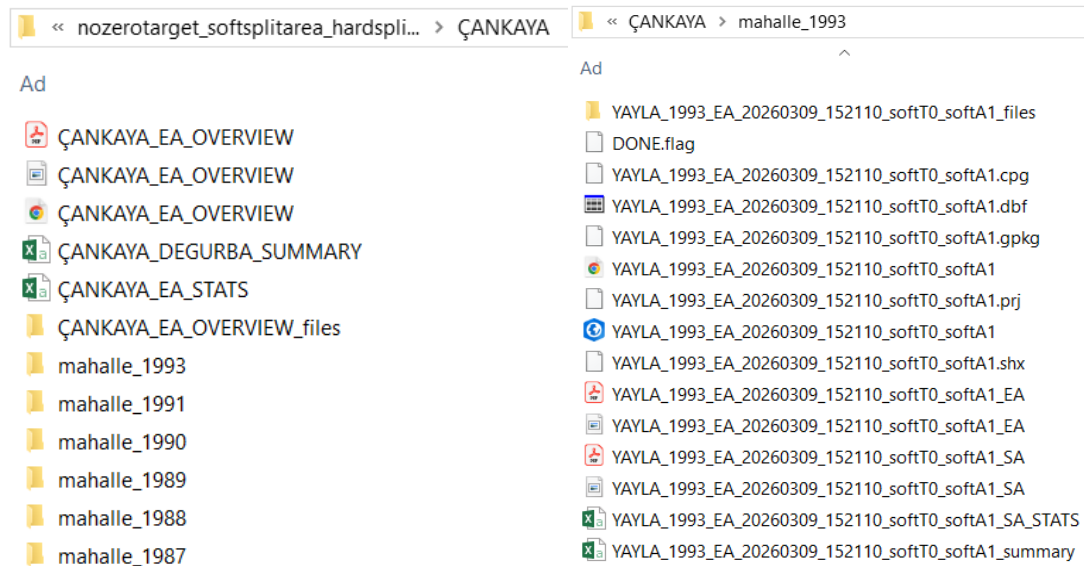 « nozerotarget_softsplitarea_hardspli... > ÇANKAYA
Ad
ÇANKAYA_EA_OVERVIEW
ÇANKAYA_EA_OVERVIEW
ÇANKAYA_EA_OVERVIEW
ÇANKAYA_DEGURBA_SUMMARY
ÇANKAYA_EA_STATS
ÇANKAYA_EA_OVERVIEW_files
mahalle_1993
mahalle_1991
mahalle_1990
mahalle_1989
mahalle_1988
mahalle_1987
« ÇANKAYA > mahalle_1993
Ad
YAYLA_1993_EA_20260309_152110_softT0_softA1_files
DONE.flag
YAYLA_1993_EA_20260309_152110_softT0_softA1.cpg
YAYLA_1993_EA_20260309_152110_softT0_softA1.dbf
YAYLA_1993_EA_20260309_152110_softT0_softA1.gpkg
YAYLA_1993_EA_20260309_152110_softT0_softA1
YAYLA_1993_EA_20260309_152110_softT0_softA1.prj
YAYLA_1993_EA_20260309_152110_softT0_softA1
YAYLA_1993_EA_20260309_152110_softT0_softA1.shx
YAYLA_1993_EA_20260309_152110_softT0_softA1_EA
YAYLA_1993_EA_20260309_152110_softT0_softA1_EA
YAYLA_1993_EA_20260309_152110_softT0_softA1_SA
YAYLA_1993_EA_20260309_152110_softT0_softA1_SA
YAYLA_1993_EA_20260309_152110_softT0_softA1_SA_STATS
YAYLA_1993_EA_20260309_152110_softT0_softA1_summary